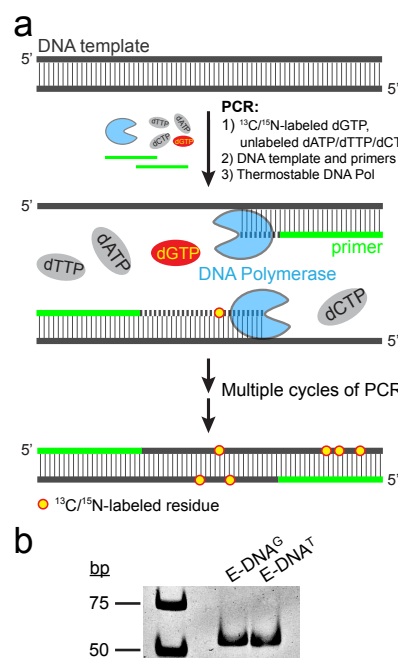 a
DNA template
5'
5'
PCR:
1) ¹³C/¹⁵N-labeled dGTP,
unlabeled dATP/dTTP/dCT
2) DNA template and primers
3) Thermostable DNA Pol
dTTP
dATP
dCTP
dGTP
5'
5'
primer
dTTP
dATP
dGTP
DNA Polymerase
dCTP
5'
5'
Multiple cycles of PCR
5'
5'
¹³C/¹⁵N-labeled residue
b
bp
E-DNAᴳ
E-DNAᵀ
75
50